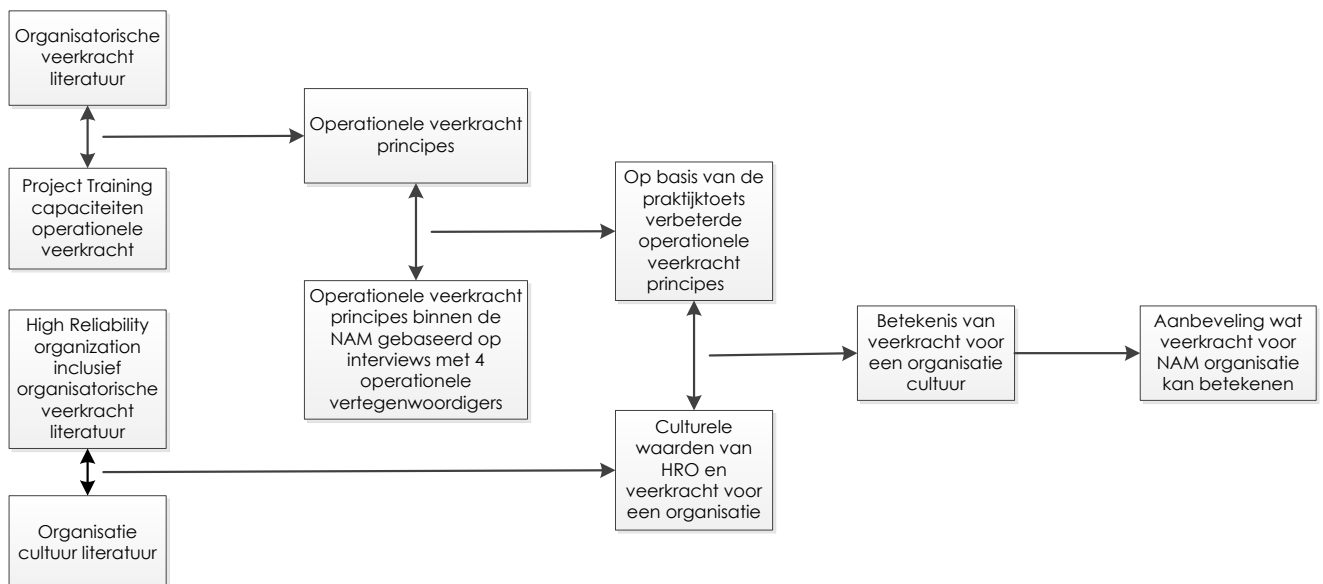 Organisatorische
veerkracht
literatuur
Project Training
capaciteiten
operationele
veerkracht
High Reliability
organization
inclusief
organisatorische
veerkracht
literatuur
Organisatie
cultuur literatuur
Operationele veerkracht
principes
Operationele veerkracht
principes binnen de
NAM gebaseerd op
interviews met 4
operationele
vertegenwoordigers
Op basis van de
praktijktoets
verbeterde
operationele
veerkracht
principes
Culturele
waarden van
HRO en
veerkracht voor
een organisatie
Betekenis van
veerkracht voor
een organisatie
cultuur
Aanbeveling wat
veerkracht voor
NAM organisatie
kan betekenen